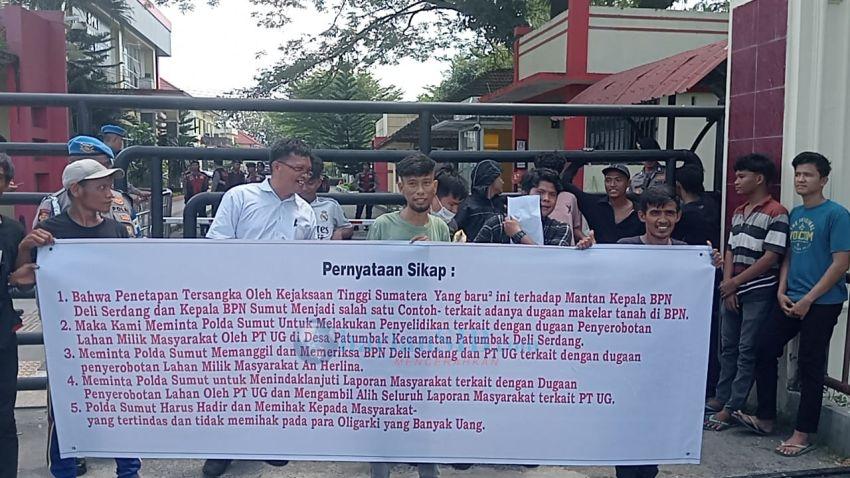 Pernyataan Sikap :
1. Bahwa Penetapan Tersangka Oleh Kejaksaan Tinggi Sumatera Yang baru² ini terhadap Mantan Kepala BPN
Deli Serdang dan Kepala BPN Sumut Menjadi salah satu Contoh- terkait adanya dugaan makelar tanah di BPN.
2. Maka Kami Meminta Polda Sumut Untuk Melakukan Penyelidikan terkait dengan dugaan Penyerobotan
Lahan Milik Masyarakat Oleh PT UG di Desa Patumbak Kecamatan Patumbak Deli Serdang.
3. Meminta Polda Sumut Memanggil dan Memeriksa BPN Deli Serdang dan PT UG terkait dengan dugaan
penyerobotan Lahan Milik Masyarakat An Herlina.
4. Meminta Polda Sumut untuk Menindaklanjuti Laporan Masyarakat terkait dengan Dugaan
Penyerobotan Lahan Oleh PT UG dan Mengambil Alih Seluruh Laporan Masyarakat terkait PT UG.
5. Polda Sumut Harus Hadir dan Memihak Kepada Masyarakat-
yang tertindas dan tidak memihak pada para Oligarki yang Banyak Uang.
MENCERAHKAN